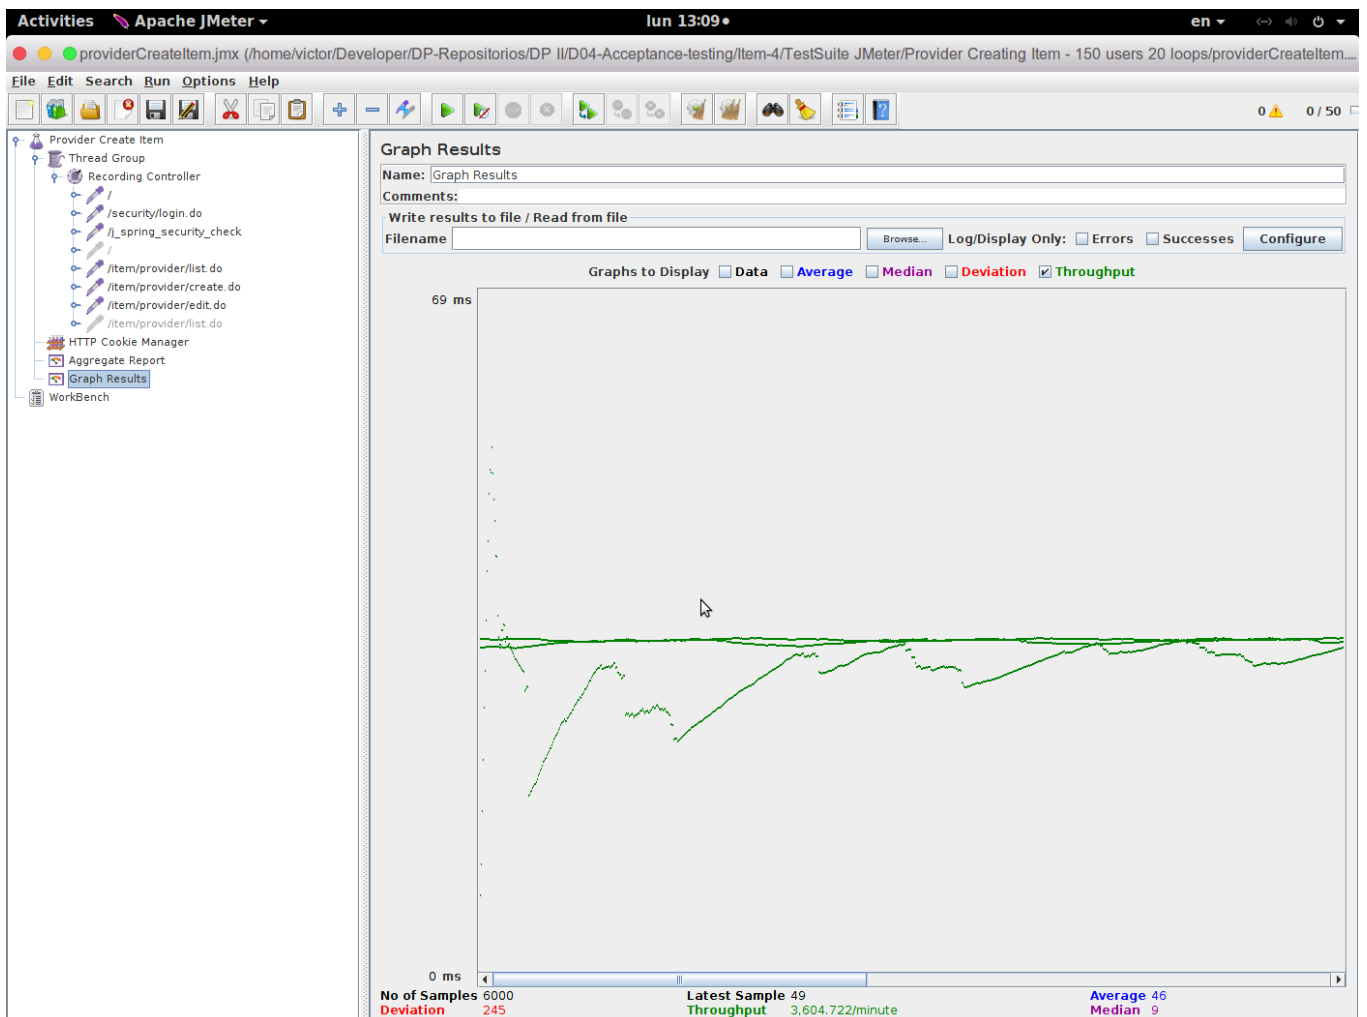 Activities Apache JMeter lun 13:09 en
providerCreateItem.jmx (/home/victor/Developer/DP-Repositorios/DP II/D04-Acceptance-testing/Item-4/TestSuite JMeter/Provider Creating Item - 150 users 20 loops/providerCreateItem....
File Edit Search Run Options Help
0 0 / 50
Provider Create Item
Thread Group
Recording Controller
/
/security/login.do
/j_spring_security_check
/
/item/provider/list.do
/item/provider/create.do
/item/provider/edit.do
/item/provider/list.do
HTTP Cookie Manager
Aggregate Report
Graph Results
WorkBench
Graph Results
Name: Graph Results
Comments:
Write results to file / Read from file
Filename Browse... Log/Display Only: Errors Successes Configure
Graphs to Display Data Average Median Deviation Throughput
69 ms
0 ms
No of Samples 6000 Latest Sample 49 Average 46
Deviation 245 Throughput 3,604.722/minute Median 9